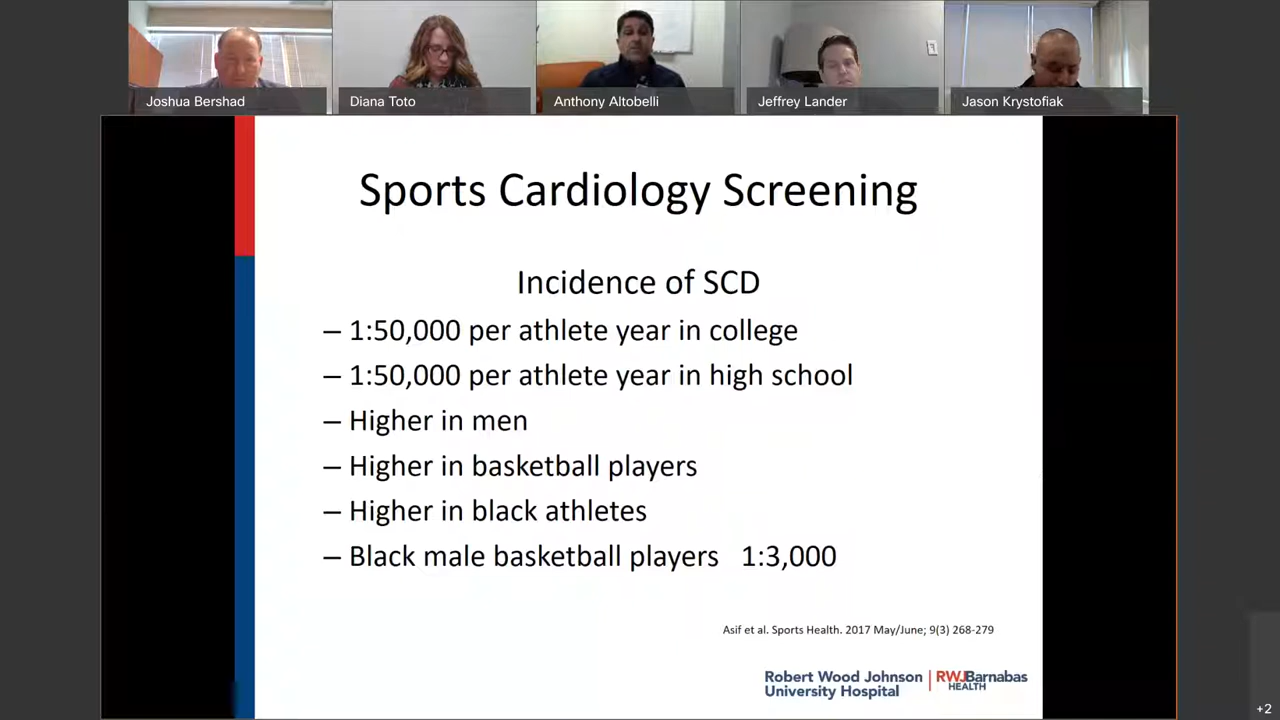 Joshua Bershad
Diana Toto
Anthony Altobelli
Jeffrey Lander
Jason Krystofiak
Sports Cardiology Screening
Incidence of SCD
– 1:50,000 per athlete year in college
– 1:50,000 per athlete year in high school
– Higher in men
– Higher in basketball players
– Higher in black athletes
– Black male basketball players 1:3,000
Asif et al. Sports Health. 2017 May/June; 9(3) 268-279
Robert Wood Johnson
University Hospital
RWJBarnabas
HEALTH
+2